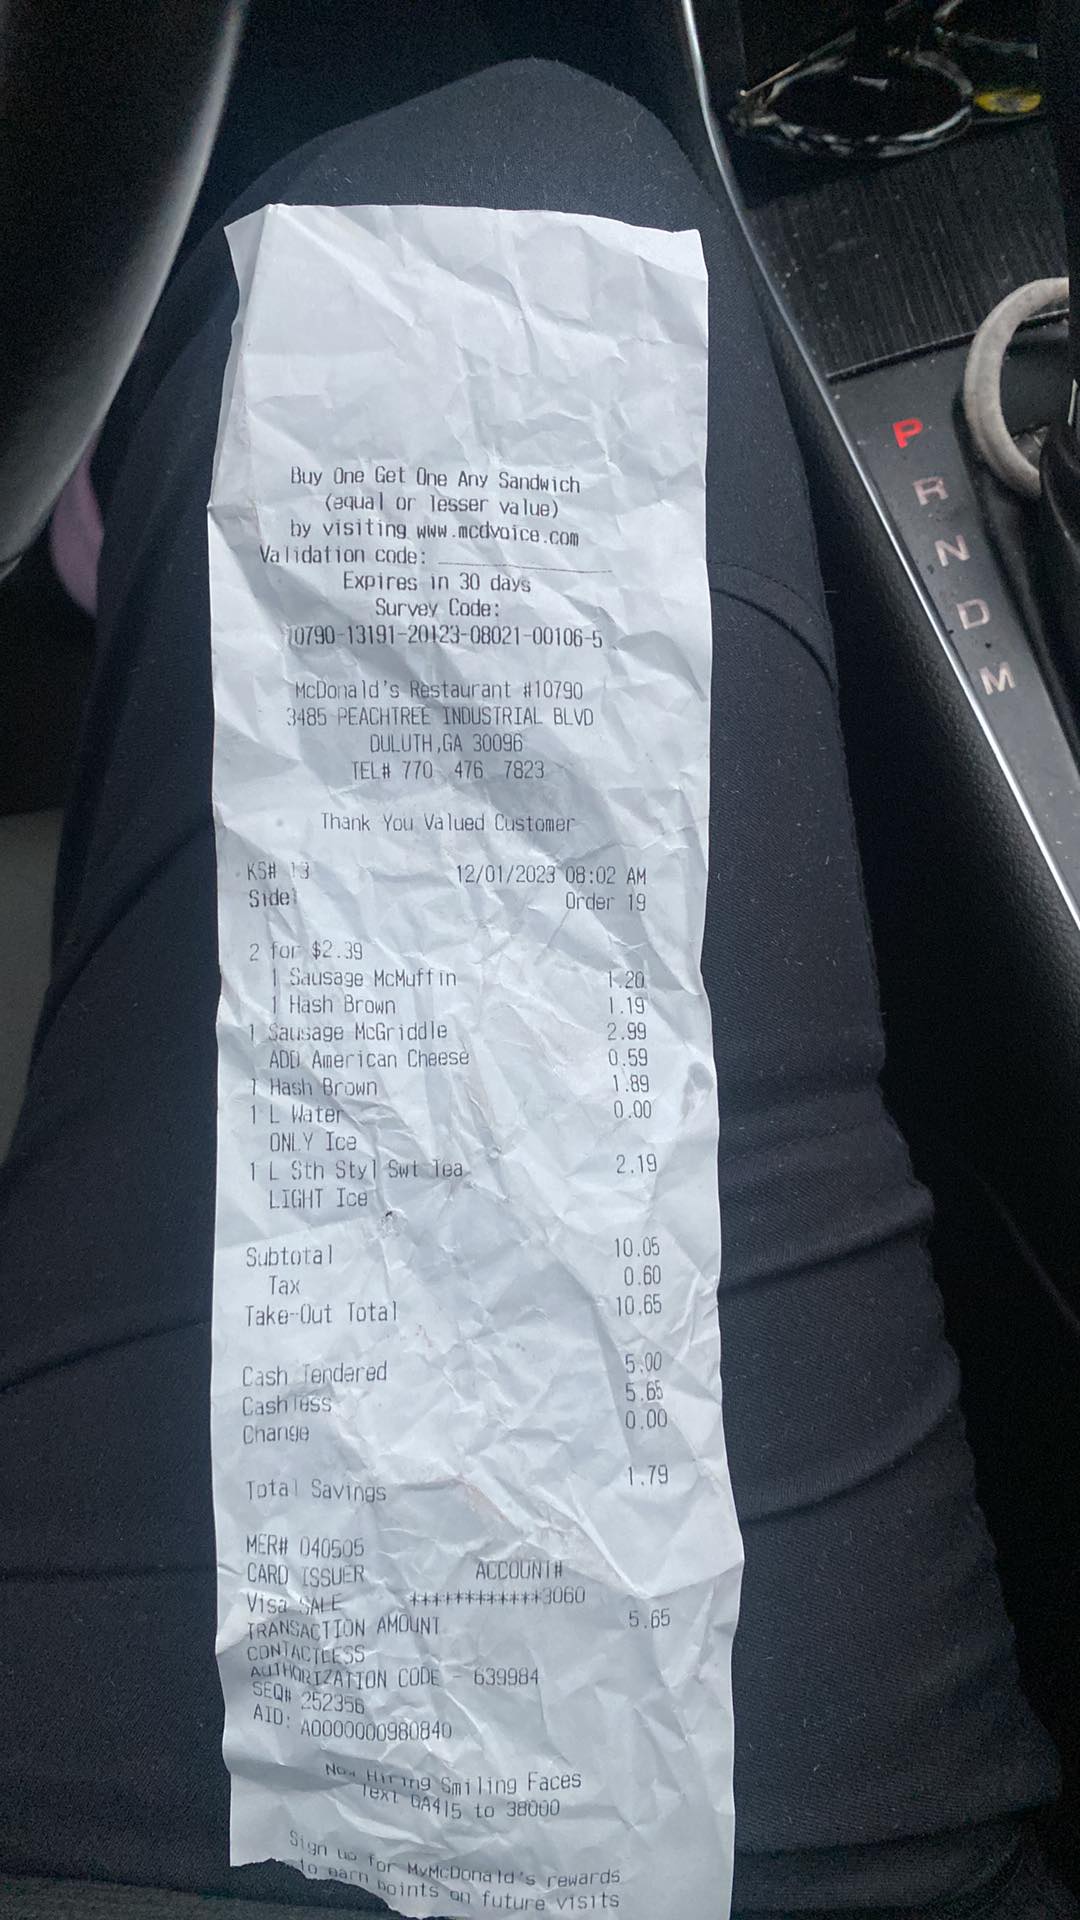 Buy One Get One Any Sandwich
(equal or lesser value)
by visiting www.mcdvoice.com
Validation code: ____________
Expires in 30 days
Survey Code:
10790-13191-20123-08021-00106-5
McDonald's Restaurant #10790
3485 PEACHTREE INDUSTRIAL BLVD
DULUTH,GA 30096
TEL# 770 476 7823
Thank You Valued Customer
KS# 13 12/01/2023 08:02 AM
Side1 Order 19
2 for $2.39
1 Sausage McMuffin 1.20
1 Hash Brown 1.19
1 Sausage McGriddle 2.99
ADD American Cheese 0.59
1 Hash Brown 1.89
1 L Water 0.00
ONLY Ice
1 L Sth Styl Swt Tea 2.19
LIGHT Ice
Subtotal 10.05
Tax 0.60
Take-Out Total 10.65
Cash Tendered 5.00
Cashless 5.65
Change 0.00
Total Savings 1.79
MER# 040505
CARD ISSUER ACCOUNT#
Visa SALE ************3060
TRANSACTION AMOUNT 5.65
CONTACTLESS
AUTHORIZATION CODE - 639984
SEQ# 252356
AID: A0000000980840
Now Hiring Smiling Faces
Text GA415 to 38000
Sign up for MyMcDonald's rewards
to earn points on future visits
P
R
N
D
M